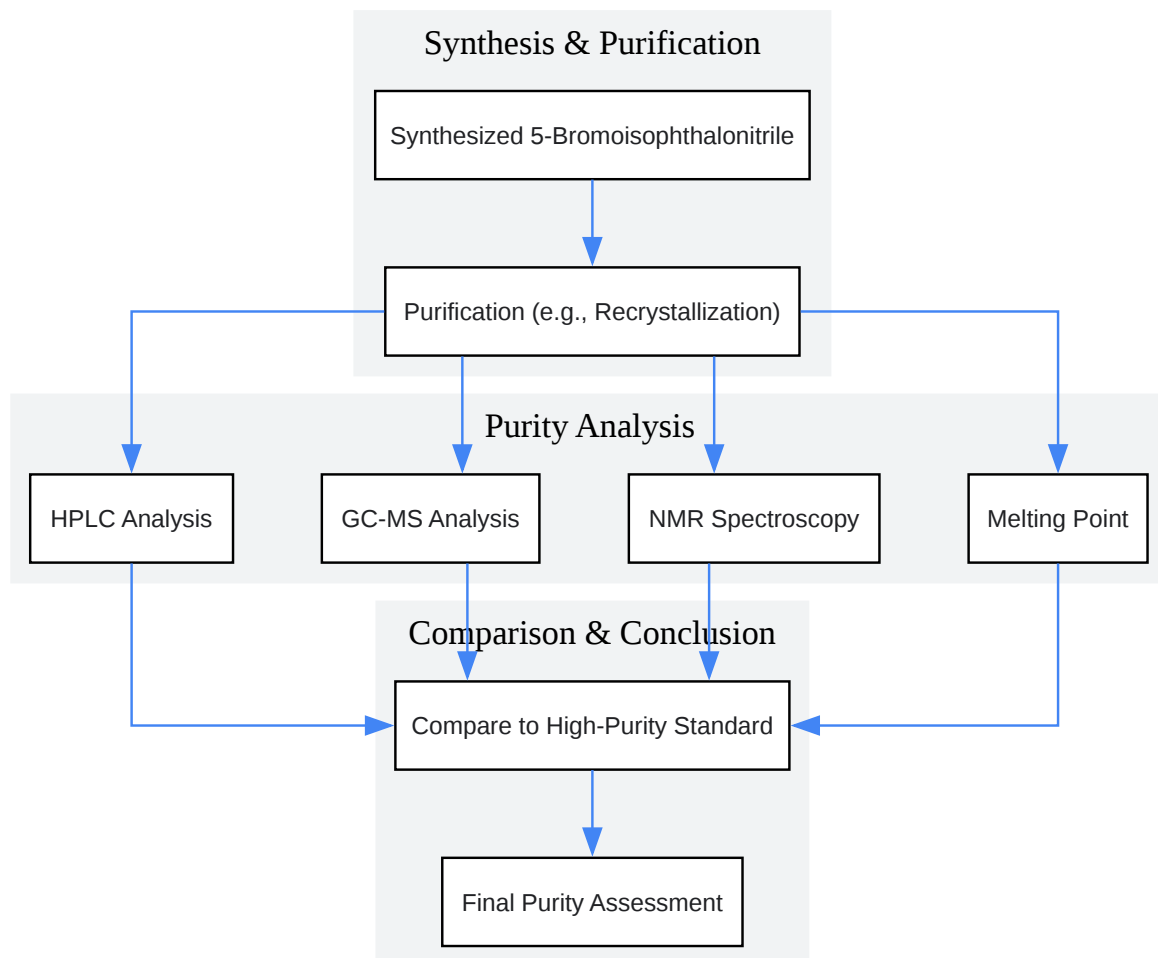 Synthesis & Purification
Synthesized 5-Bromoisophthalonitrile
Purification (e.g., Recrystallization)
Purity Analysis
HPLC Analysis
GC-MS Analysis
NMR Spectroscopy
Melting Point
Comparison & Conclusion
Compare to High-Purity Standard
Final Purity Assessment